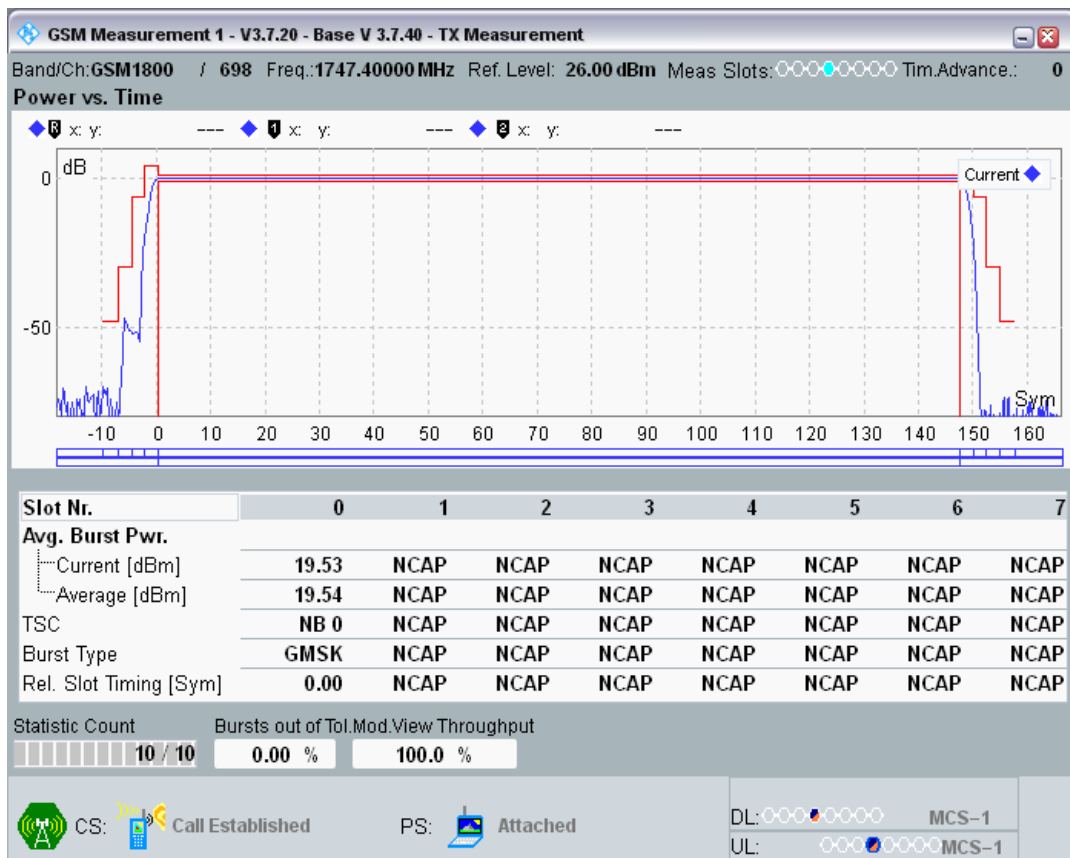 GSM Measurement 1 - V3.7.20 - Base V 3.7.40 - TX Measurement
Band/Ch:GSM1800 / 698 Freq.:1747.40000 MHz Ref. Level: 26.00 dBm Meas Slots: Tim.Advance.: 0
Power vs. Time
R x: y: --- 1 x: y: --- 2 x: y: ---
dB
Current
0
-50
Sym
-10 0 10 20 30 40 50 60 70 80 90 100 110 120 130 140 150 160
Slot Nr. 0 1 2 3 4 5 6 7
Avg. Burst Pwr.
Current [dBm] 19.53 NCAP NCAP NCAP NCAP NCAP NCAP NCAP
Average [dBm] 19.54 NCAP NCAP NCAP NCAP NCAP NCAP NCAP
TSC NB 0 NCAP NCAP NCAP NCAP NCAP NCAP NCAP
Burst Type GMSK NCAP NCAP NCAP NCAP NCAP NCAP NCAP
Rel. Slot Timing [Sym] 0.00 NCAP NCAP NCAP NCAP NCAP NCAP NCAP
Statistic Count Bursts out of Tol. Mod.View Throughput
10 / 10 0.00 % 100.0 %
CS: Call Established PS: Attached
DL: MCS-1
UL: MCS-1